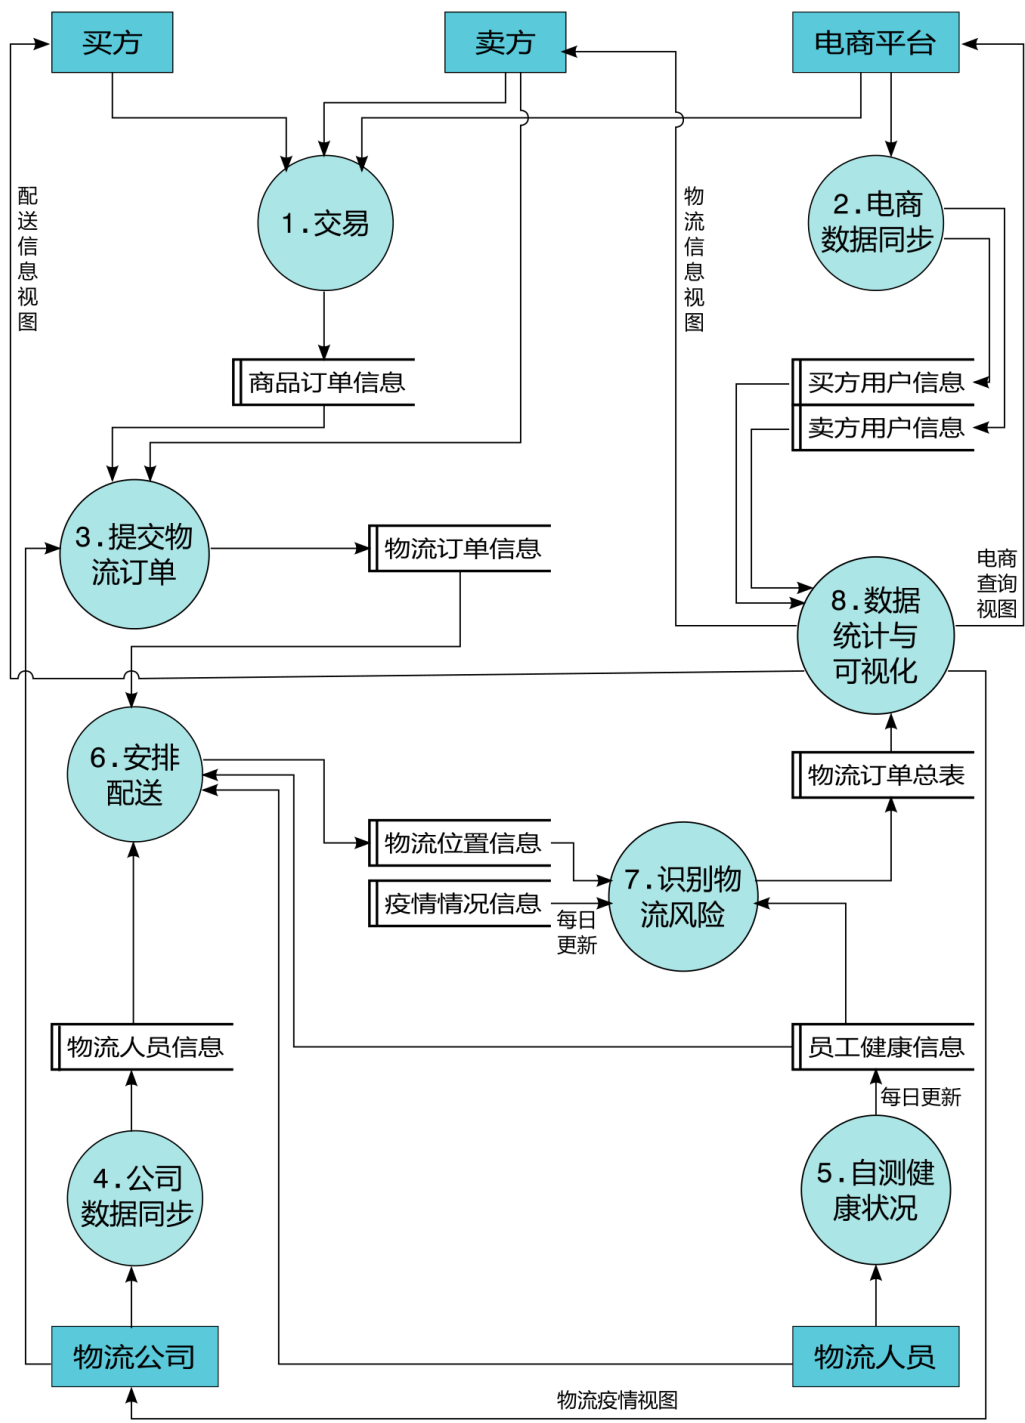 买方
卖方
电商平台
配送信息视图
物流信息视图
1.交易
2.电商
数据同步
商品订单信息
买方用户信息
卖方用户信息
3.提交物
流订单
物流订单信息
电商
查询
视图
8.数据
统计与
可视化
6.安排
配送
物流订单总表
物流位置信息
疫情情况信息
每日
更新
7.识别物
流风险
物流人员信息
员工健康信息
每日更新
4.公司
数据同步
5.自测健
康状况
物流公司
物流人员
物流疫情视图